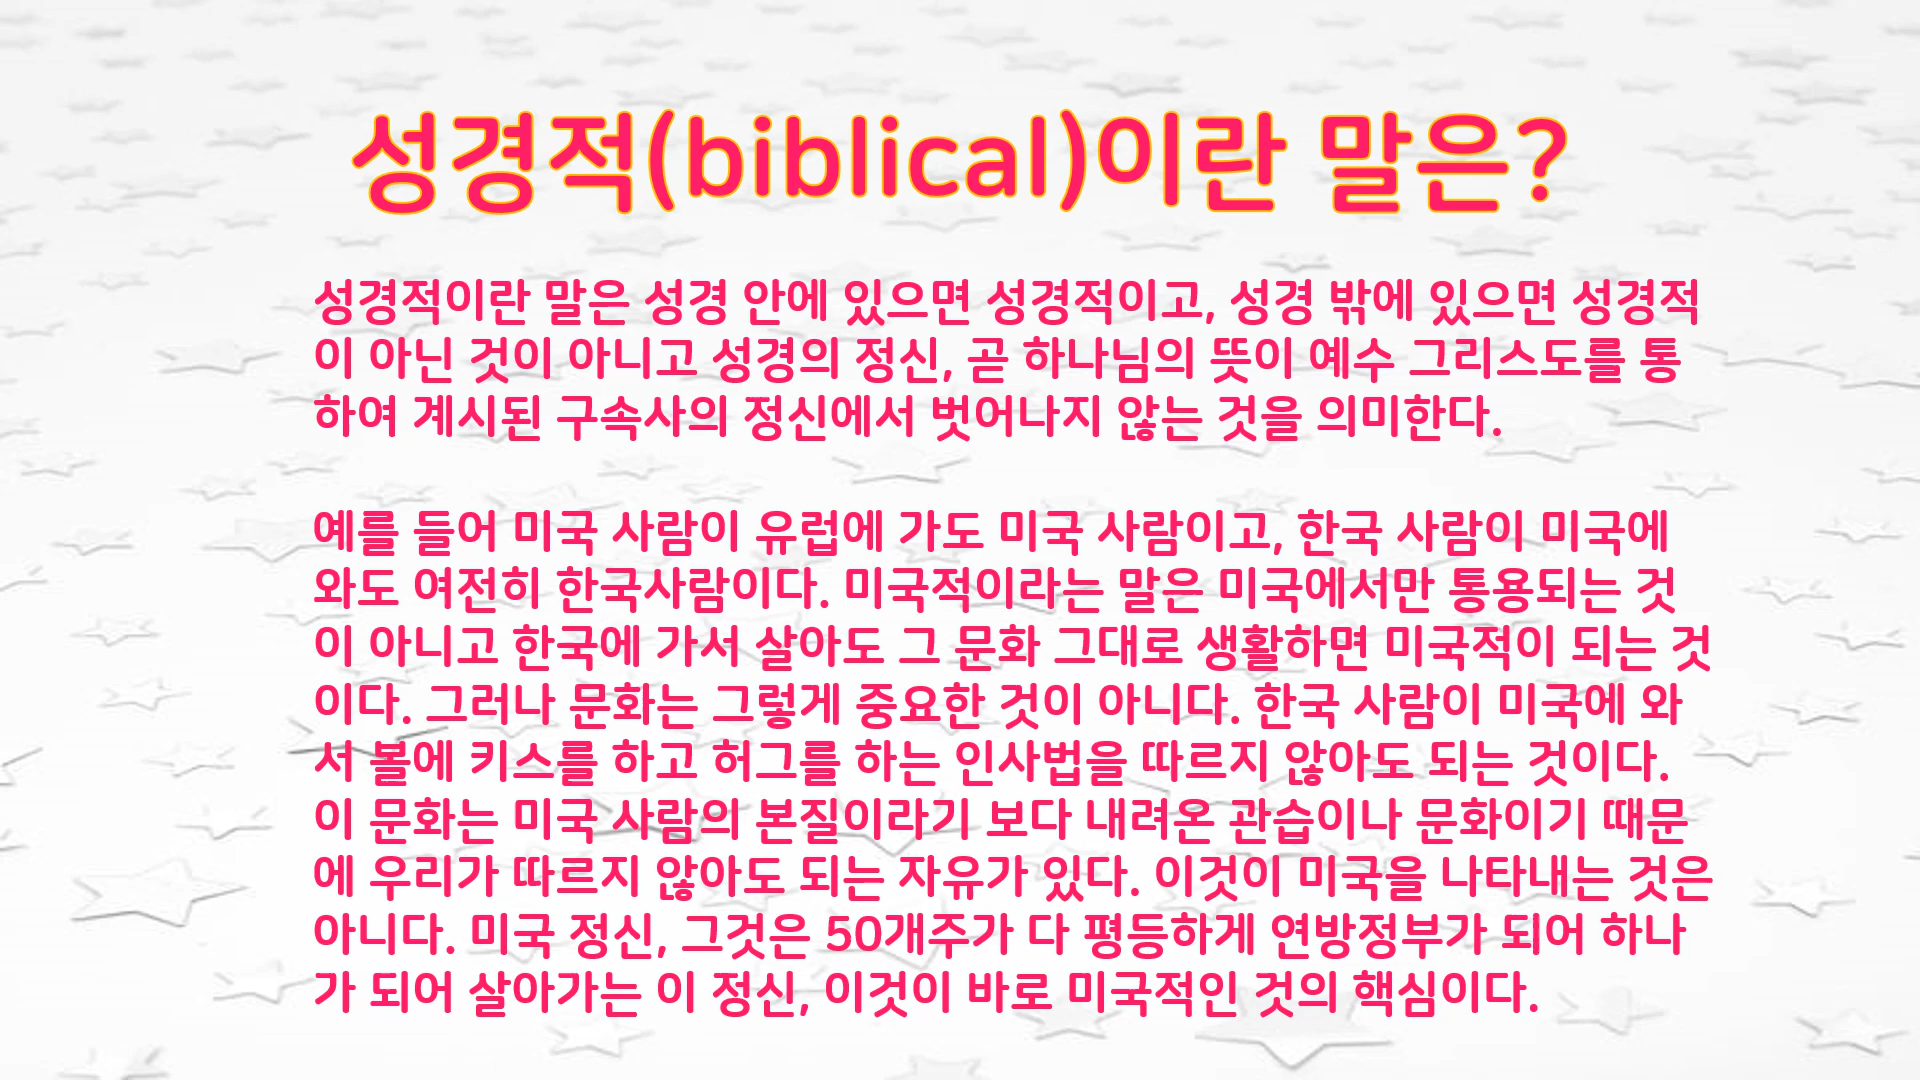 성경적(biblical)이란 말은?
성경적이란 말은 성경 안에 있으면 성경적이고, 성경 밖에 있으면 성경적
이 아닌 것이 아니고 성경의 정신, 곧 하나님의 뜻이 예수 그리스도를 통
하여 계시된 구속사의 정신에서 벗어나지 않는 것을 의미한다.
예를 들어 미국 사람이 유럽에 가도 미국 사람이고, 한국 사람이 미국에
와도 여전히 한국사람이다. 미국적이라는 말은 미국에서만 통용되는 것
이 아니고 한국에 가서 살아도 그 문화 그대로 생활하면 미국적이 되는 것
이다. 그러나 문화는 그렇게 중요한 것이 아니다. 한국 사람이 미국에 와
서 볼에 키스를 하고 허그를 하는 인사법을 따르지 않아도 되는 것이다.
이 문화는 미국 사람의 본질이라기 보다 내려온 관습이나 문화이기 때문
에 우리가 따르지 않아도 되는 자유가 있다. 이것이 미국을 나타내는 것은
아니다. 미국 정신, 그것은 50개주가 다 평등하게 연방정부가 되어 하나
가 되어 살아가는 이 정신, 이것이 바로 미국적인 것의 핵심이다.